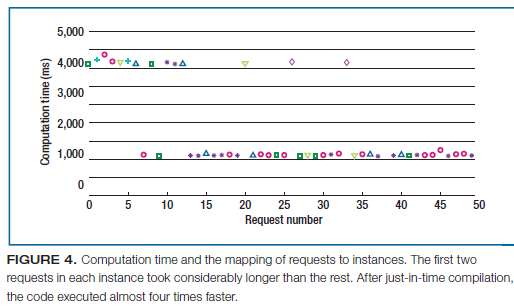 5,000
4,000
3,000
2,000
1,000
0
Computation time (ms)
0 5 10 15 20 25 30 35 40 45 50
Request number
FIGURE 4. Computation time and the mapping of requests to instances. The first two
requests in each instance took considerably longer than the rest. After just-in-time compilation,
the code executed almost four times faster.